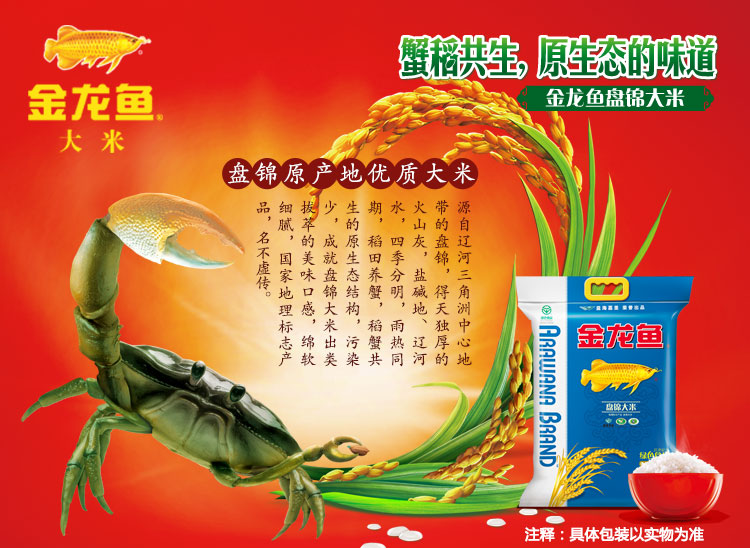 金龙鱼®
大米
蟹稻共生，原生态的味道
金龙鱼盘锦大米
盘锦原产地优质大米
源自辽河三角洲中心地
带的盘锦，得天独厚的
火山灰，盐碱地、辽河
水，四季分明，雨热同
期，稻田养蟹，稻蟹共
生的原生态结构，污染
少，成就盘锦大米出类
拔萃的美味口感，绵软
细腻，国家地理标志产
品，名不虚传。
金龙鱼
盘锦大米
ARAWANA BRAND
注释：具体包装以实物为准